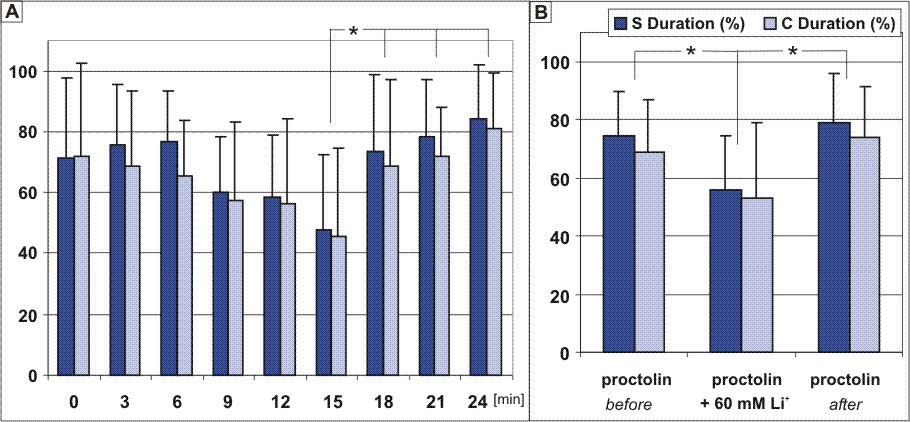 A
*
100
80
60
40
20
0
0 3 6 9 12 15 18 21 24 [min]
B
S Duration (%) C Duration (%)
* *
100
80
60
40
20
0
proctolin proctolin proctolin
before + 60 mM Li⁺ after